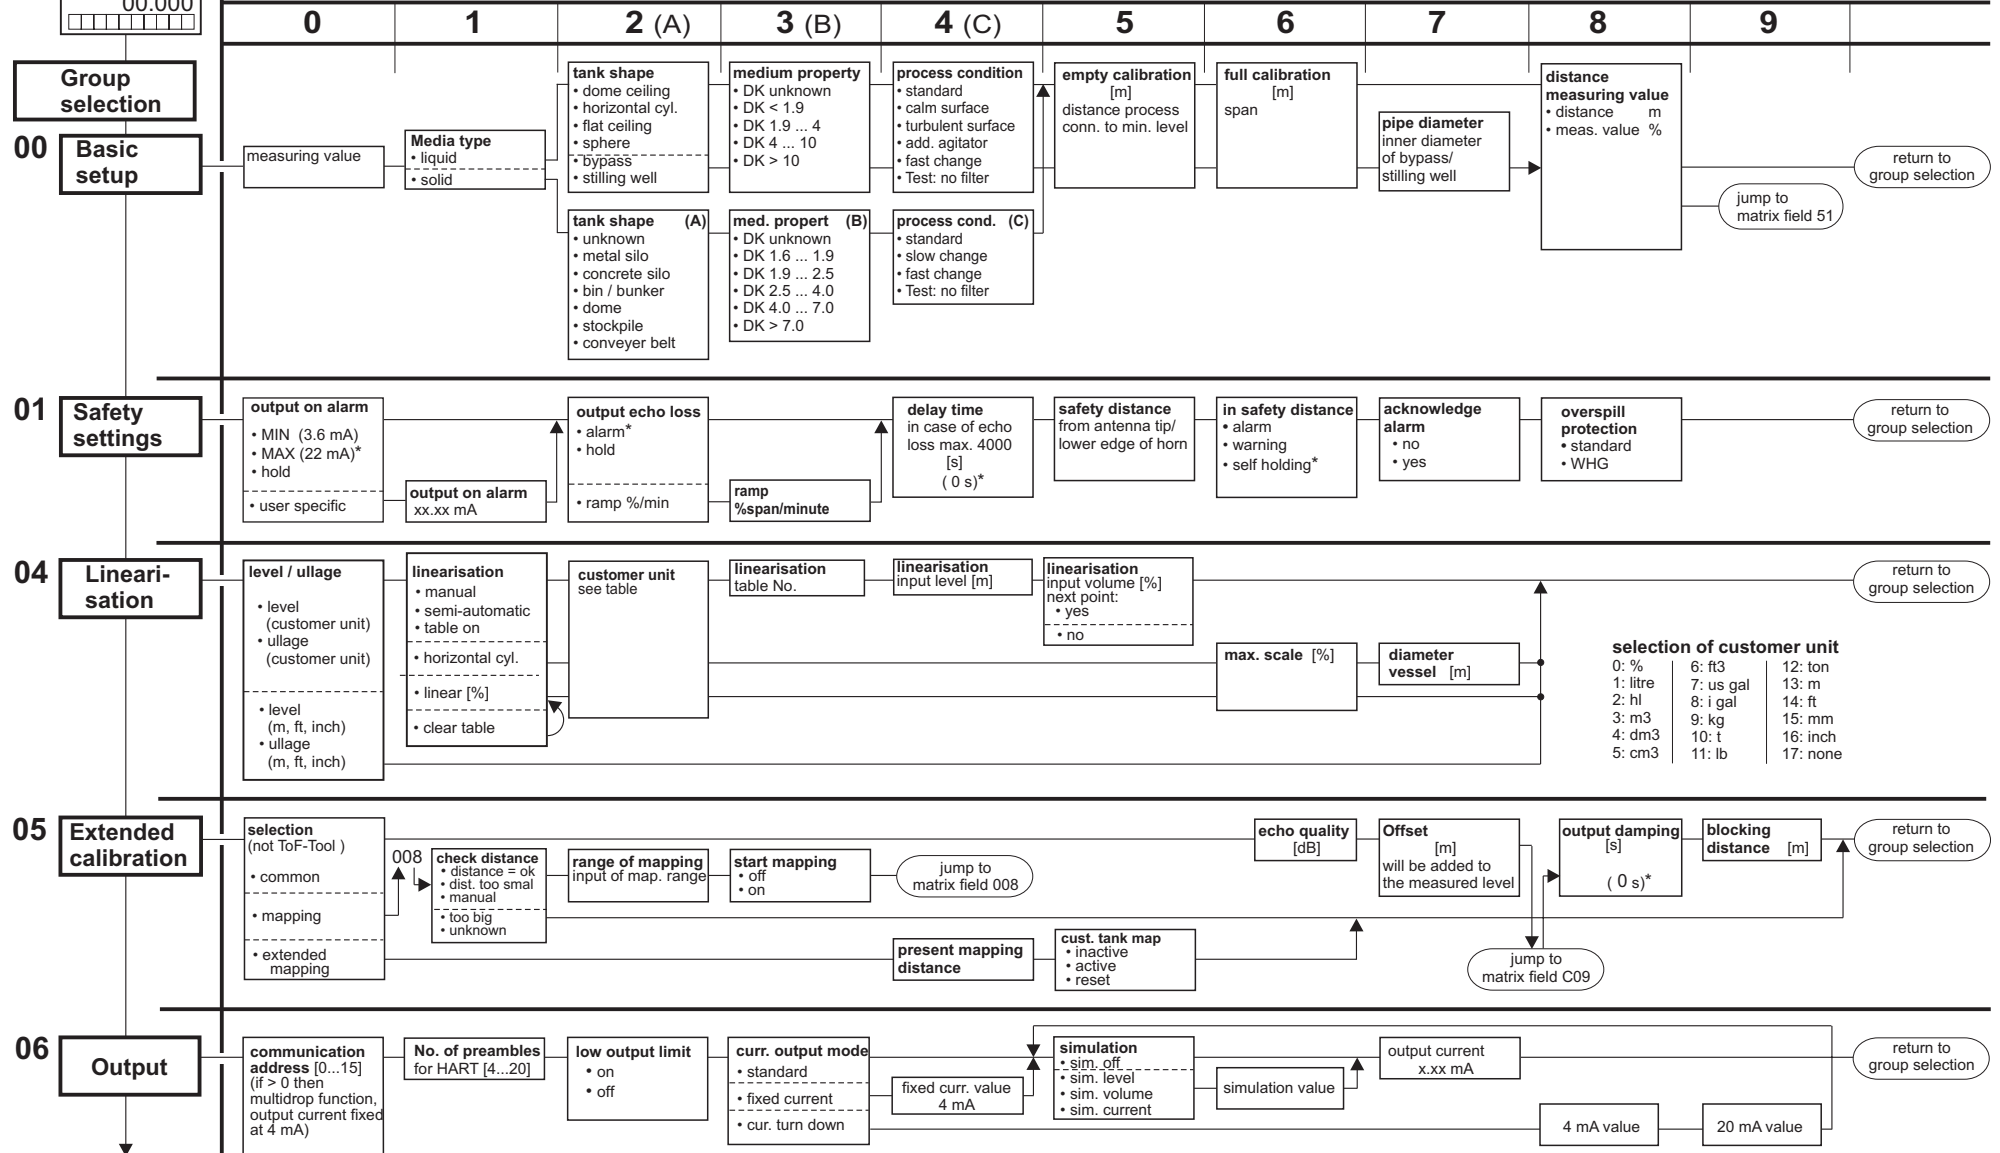 00.000
0 1 2 (A) 3 (B) 4 (C) 5 6 7 8 9
Group
selection
00
Basic
setup
measuring value
Media type
• liquid
• solid
tank shape
• dome ceiling
• horizontal cyl.
• flat ceiling
• sphere
• bypass
• stilling well
medium property
• DK unknown
• DK < 1.9
• DK 1.9 ... 4
• DK 4 ... 10
• DK > 10
process condition
• standard
• calm surface
• turbulent surface
• add. agitator
• fast change
• Test: no filter
empty calibration
[m]
distance process
conn. to min. level
full calibration
[m]
span
pipe diameter
inner diameter
of bypass/
stilling well
distance
measuring value
• distance m
• meas. value %
return to
group selection
jump to
matrix field 51
tank shape (A)
• unknown
• metal silo
• concrete silo
• bin / bunker
• dome
• stockpile
• conveyer belt
med. propert (B)
• DK unknown
• DK 1.6 ... 1.9
• DK 1.9 ... 2.5
• DK 2.5 ... 4.0
• DK 4.0 ... 7.0
• DK > 7.0
process cond. (C)
• standard
• slow change
• fast change
• Test: no filter
01
Safety
settings
output on alarm
• MIN (3.6 mA)
• MAX (22 mA)*
• hold
• user specific
output on alarm
xx.xx mA
output echo loss
• alarm*
• hold
• ramp %/min
ramp
%span/minute
delay time
in case of echo
loss max. 4000
[s]
( 0 s)*
safety distance
from antenna tip/
lower edge of horn
in safety distance
• alarm
• warning
• self holding*
acknowledge
alarm
• no
• yes
overspill
protection
• standard
• WHG
return to
group selection
04
Lineari-
sation
level / ullage
• level
(customer unit)
• ullage
(customer unit)
• level
(m, ft, inch)
• ullage
(m, ft, inch)
linearisation
• manual
• semi-automatic
• table on
• horizontal cyl.
• linear [%]
• clear table
customer unit
see table
linearisation
table No.
linearisation
input level [m]
linearisation
input volume [%]
next point:
• yes
• no
max. scale [%]
diameter
vessel [m]
return to
group selection
selection of customer unit
0: % 6: ft3 12: ton
1: litre 7: us gal 13: m
2: hl 8: i gal 14: ft
3: m3 9: kg 15: mm
4: dm3 10: t 16: inch
5: cm3 11: lb 17: none
05
Extended
calibration
selection
(not ToF-Tool )
• common
• mapping
• extended
mapping
008
check distance
• distance = ok
• dist. too smal
• manual
• too big
• unknown
range of mapping
input of map. range
start mapping
• off
• on
jump to
matrix field 008
present mapping
distance
cust. tank map
• inactive
• active
• reset
echo quality
[dB]
Offset
[m]
will be added to
the measured level
jump to
matrix field C09
output damping
[s]
( 0 s)*
blocking
distance [m]
return to
group selection
06
Output
communication
address [0...15]
(if > 0 then
multidrop function,
output current fixed
at 4 mA)
No. of preambles
for HART [4...20]
low output limit
• on
• off
curr. output mode
• standard
• fixed current
• cur. turn down
fixed curr. value
4 mA
simulation
• sim. off
• sim. level
• sim. volume
• sim. current
simulation value
output current
x.xx mA
4 mA value
20 mA value
return to
group selection